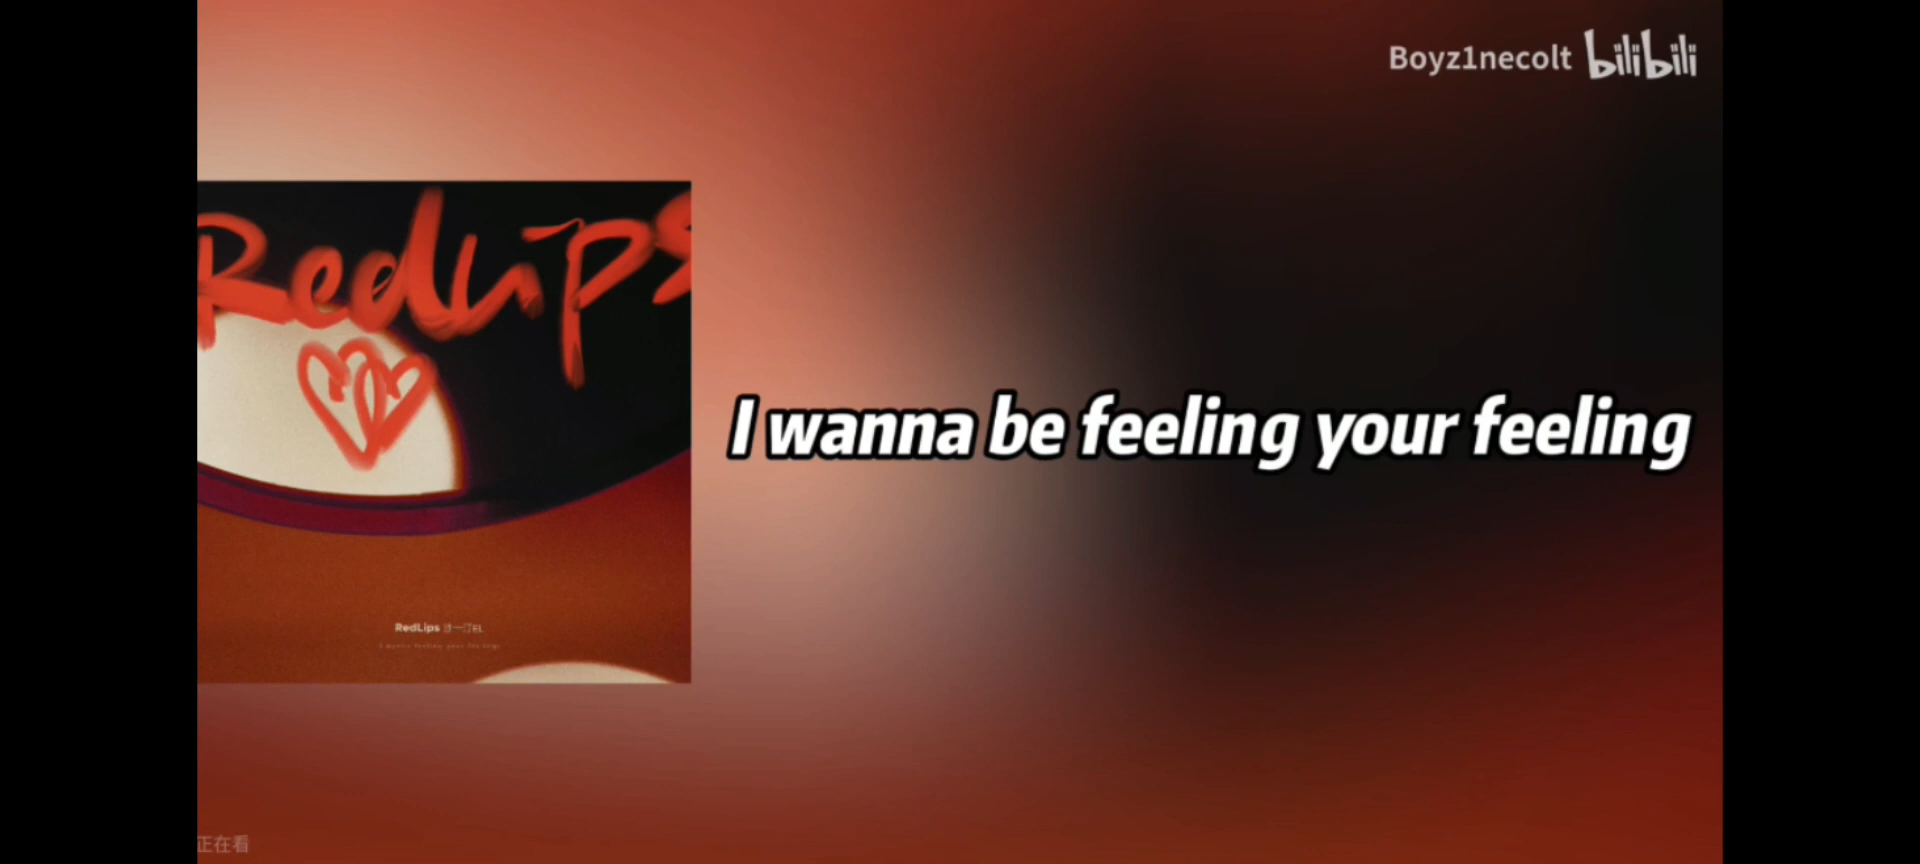 Boyz1necolt bilibili
RedLips
I wanna be feeling your feeling
RedLips
正在看